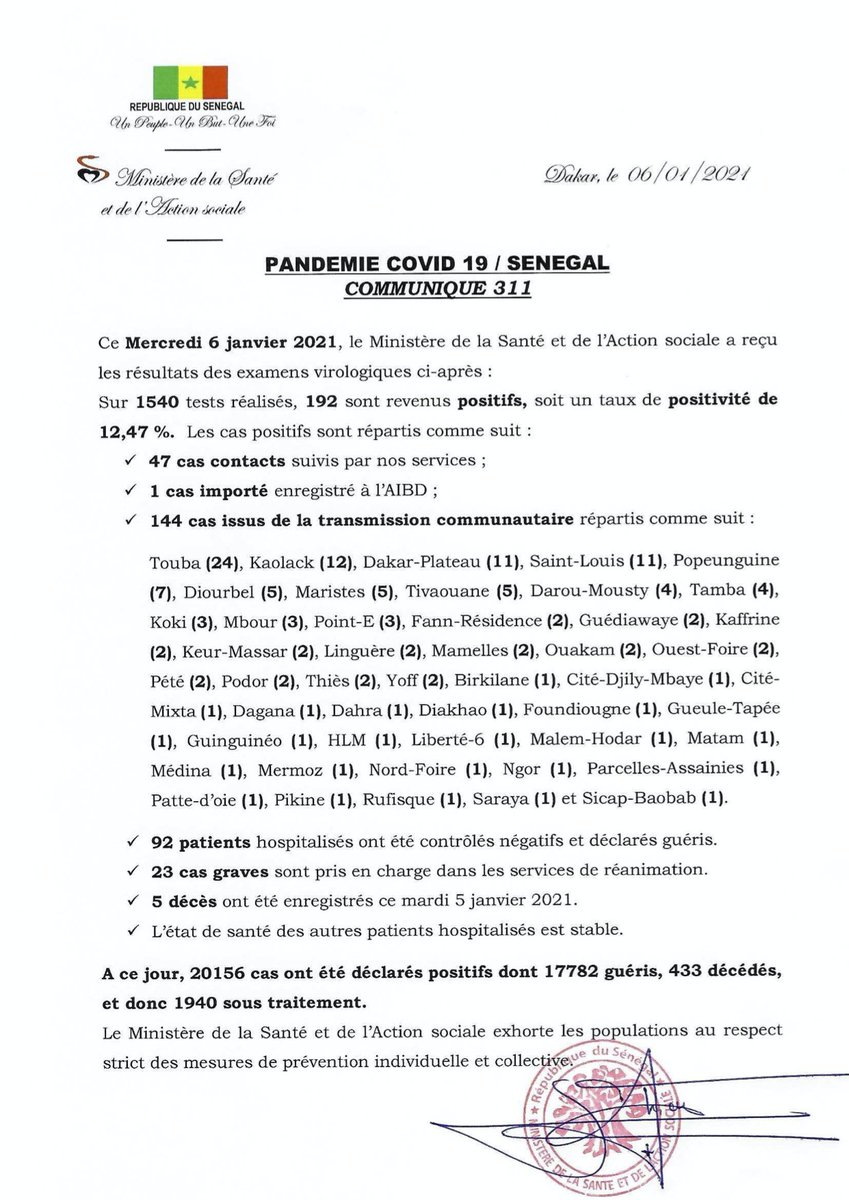 REPUBLIQUE DU SENEGAL
Un Peuple-Un But-Une Foi
Ministère de la Santé
et de l'Action sociale
Dakar, le 06/01/2021
PANDEMIE COVID 19 / SENEGAL
COMMUNIQUE 311
Ce Mercredi 6 janvier 2021, le Ministère de la Santé et de l'Action sociale a reçu
les résultats des examens virologiques ci-après :
Sur 1540 tests réalisés, 192 sont revenus positifs, soit un taux de positivité de
12,47 %. Les cas positifs sont répartis comme suit :
✓ 47 cas contacts suivis par nos services ;
✓ 1 cas importé enregistré à l'AIBD ;
✓ 144 cas issus de la transmission communautaire répartis comme suit :
Touba (24), Kaolack (12), Dakar-Plateau (11), Saint-Louis (11), Popeunguine
(7), Diourbel (5), Maristes (5), Tivaouane (5), Darou-Mousty (4), Tamba (4),
Koki (3), Mbour (3), Point-E (3), Fann-Résidence (2), Guédiawaye (2), Kaffrine
(2), Keur-Massar (2), Linguère (2), Mamelles (2), Ouakam (2), Ouest-Foire (2),
Pété (2), Podor (2), Thiès (2), Yoff (2), Birkilane (1), Cité-Djily-Mbaye (1), Cité-
Mixta (1), Dagana (1), Dahra (1), Diakhao (1), Foundiougne (1), Gueule-Tapée
(1), Guinguinéo (1), HLM (1), Liberté-6 (1), Malem-Hodar (1), Matam (1),
Médina (1), Mermoz (1), Nord-Foire (1), Ngor (1), Parcelles-Assainies (1),
Patte-d'oie (1), Pikine (1), Rufisque (1), Saraya (1) et Sicap-Baobab (1).
✓ 92 patients hospitalisés ont été contrôlés négatifs et déclarés guéris.
✓ 23 cas graves sont pris en charge dans les services de réanimation.
✓ 5 décès ont été enregistrés ce mardi 5 janvier 2021.
✓ L'état de santé des autres patients hospitalisés est stable.
A ce jour, 20156 cas ont été déclarés positifs dont 17782 guéris, 433 décédés,
et donc 1940 sous traitement.
Le Ministère de la Santé et de l'Action sociale exhorte les populations au respect
strict des mesures de prévention individuelle et collective.
République du Sénégal
MINISTERE DE LA SANTE ET DE L'ACTION SOCIALE